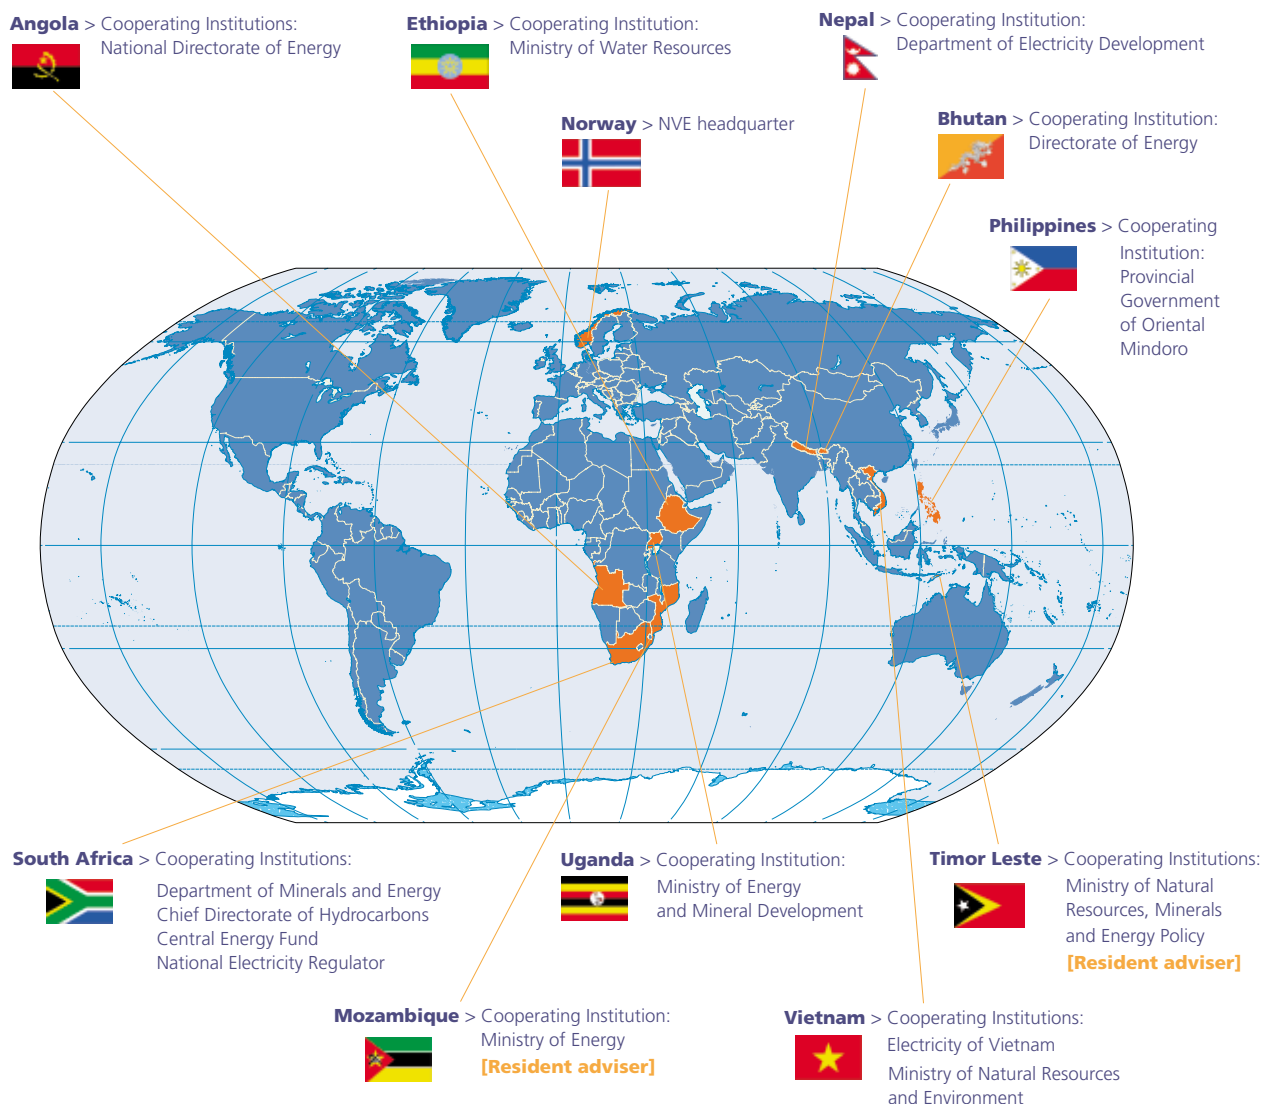 Angola > Cooperating Institutions:
National Directorate of Energy
Ethiopia > Cooperating Institution:
Ministry of Water Resources
Nepal > Cooperating Institution:
Department of Electricity Development
Norway > NVE headquarter
Bhutan > Cooperating Institution:
Directorate of Energy
Philippines > Cooperating
Institution:
Provincial
Government
of Oriental
Mindoro
South Africa > Cooperating Institutions:
Department of Minerals and Energy
Chief Directorate of Hydrocarbons
Central Energy Fund
National Electricity Regulator
Uganda > Cooperating Institution:
Ministry of Energy
and Mineral Development
Timor Leste > Cooperating Institutions:
Ministry of Natural
Resources, Minerals
and Energy Policy
[Resident adviser]
Mozambique > Cooperating Institution:
Ministry of Energy
[Resident adviser]
Vietnam > Cooperating Institutions:
Electricity of Vietnam
Ministry of Natural Resources
and Environment